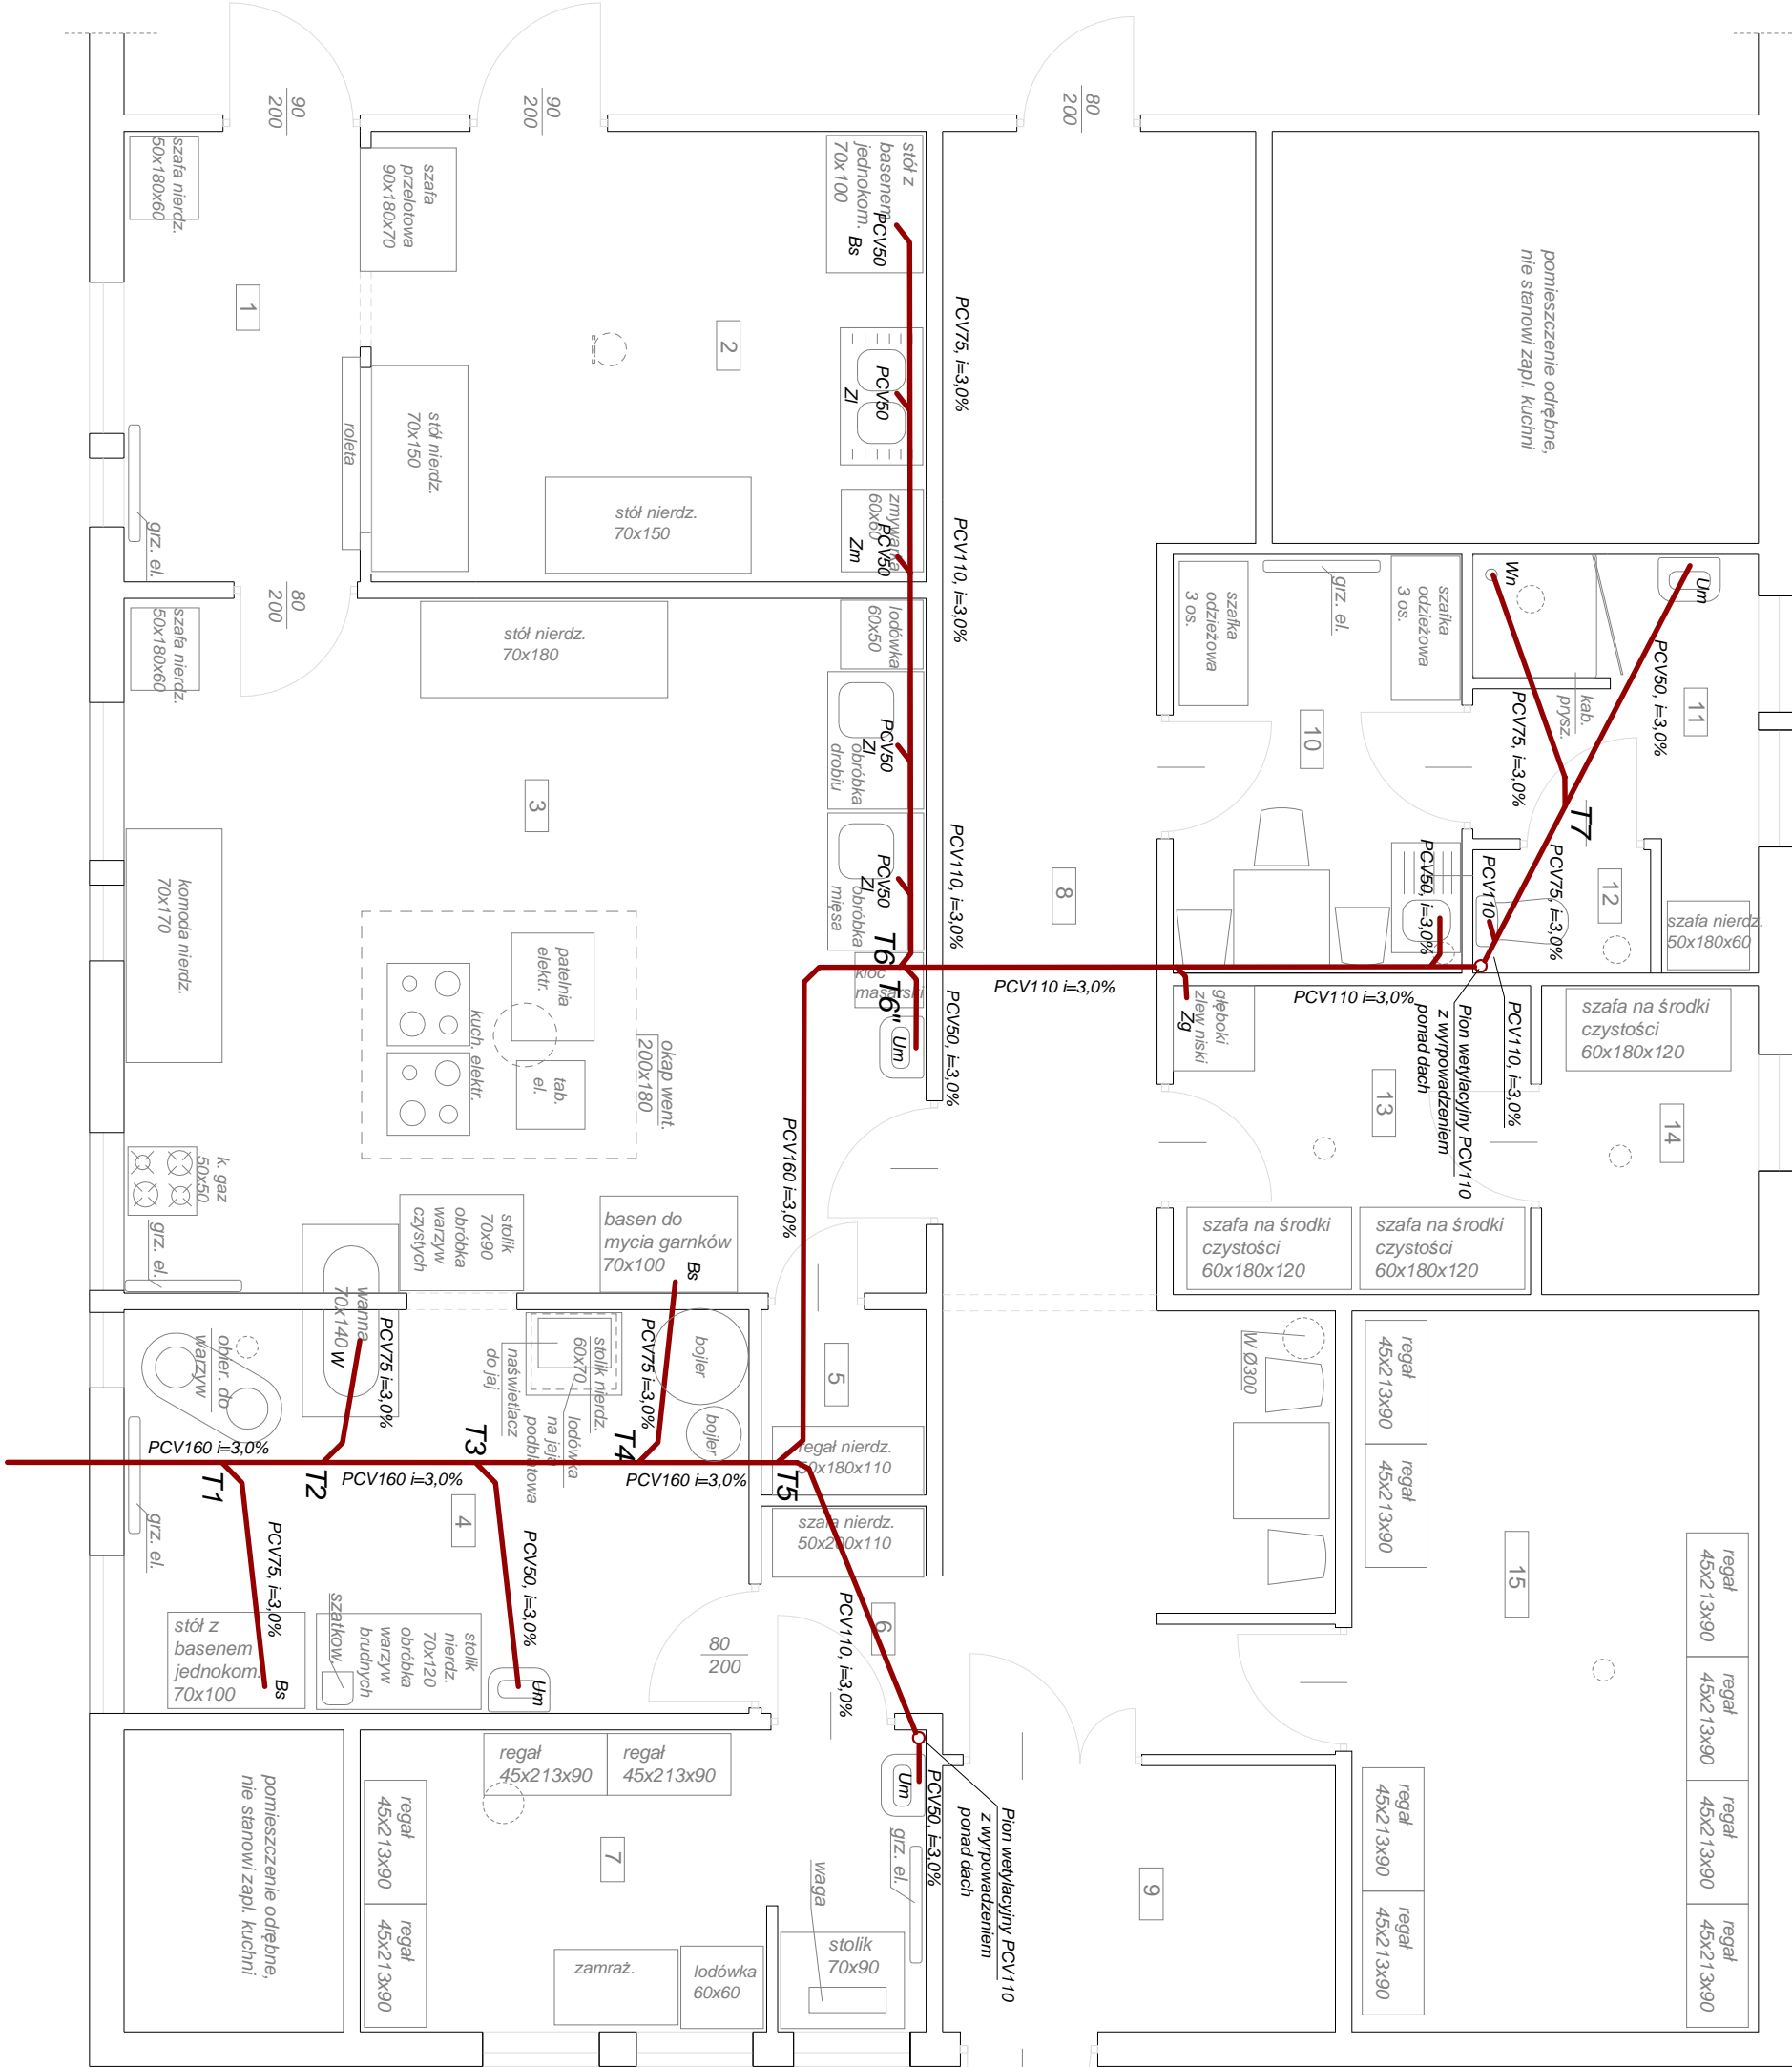 90
200
90
200
80
200
szafa nierdz.
50x180x60
szafa
przelotowa
90x180x70
stół z
basenem
jednokom.
70x100
PCV50
Bs
pomieszczenie odrębne,
nie stanowi zapl. kuchni
1
2
PCV75, i=3,0%
PCV50
Zl
roleta
stół nierdz.
70x150
stół nierdz.
70x150
zmywarka
60x60
PCV50
Zm
PCV110, i=3,0%
grz. el.
80
200
szafa nierdz.
50x180x60
stół nierdz.
70x180
lodówka
60x50
szafka
odzieżowa
3 os.
grz. el.
szafka
odzieżowa
3 os.
Wn
Um
kab.
prysz.
PCV75, i=3,0%
PCV50, i=3,0%
11
10
PCV50
Zl
obróbka
drobiu
3
T7
komoda nierdz.
70x170
PCV50
Zl
obróbka
mięsa
PCV110, i=3,0%
8
PCV50, i=3,0%
PCV110
PCV75, i=3,0%
12
szafa nierdz.
50x180x60
T6'
T6"
kloc
masarski
Um
PCV50, i=3,0%
PCV110 i=3,0%
głęboki
zlew niski
Zg
PCV110 i=3,0%
Pion wetylacyjny PCV110
z wyrpowadzeniem
ponad dach
PCV110, i=3,0%
szafa na środki
czystości
60x180x120
patelnia
elektr.
kuch. elektr.
tab.
el.
okap went.
200x180
13
14
k. gaz
50x50
grz. el.
stolik
70x90
obróbka
warzyw
czystych
basen do
mycia garnków
70x100
Bs
PCV160 i=3,0%
szafa na środki
czystości
60x180x120
szafa na środki
czystości
60x180x120
wanna
70x140
W
PCV75 i=3,0%
obier. do
warzyw
stolik nierdz.
60x70
lodówka
na jaja
podblatowa
naświetlacz
do jaj
PCV75 i=3,0%
bojler
bojler
5
W Ø300
regał
45x213x90
regał
45x213x90
PCV160 i=3,0%
T1
T2
PCV160 i=3,0%
T3
T4
PCV160 i=3,0%
T5
regał nierdz.
50x180x110
grz. el.
4
szafa nierdz.
50x200x110
PCV75, i=3,0%
PCV50, i=3,0%
15
regał
45x213x90
regał
45x213x90
regał
45x213x90
regał
45x213x90
stół z
basenem
jednokom.
70x100
Bs
szatkow.
stolik
nierdz.
70x120
obróbka
warzyw
brudnych
Um
80
200
6
PCV110, i=3,0%
pomieszczenie odrębne,
nie stanowi zapl. kuchni
regał
45x213x90
regał
45x213x90
regał
45x213x90
regał
45x213x90
7
Um
PCV50, i=3,0%
grz. el.
waga
Pion wetylacyjny PCV110
z wyrpowadzeniem
ponad dach
9
regał
45x213x90
regał
45x213x90
zamraż.
lodówka
60x60
stolik
70x90